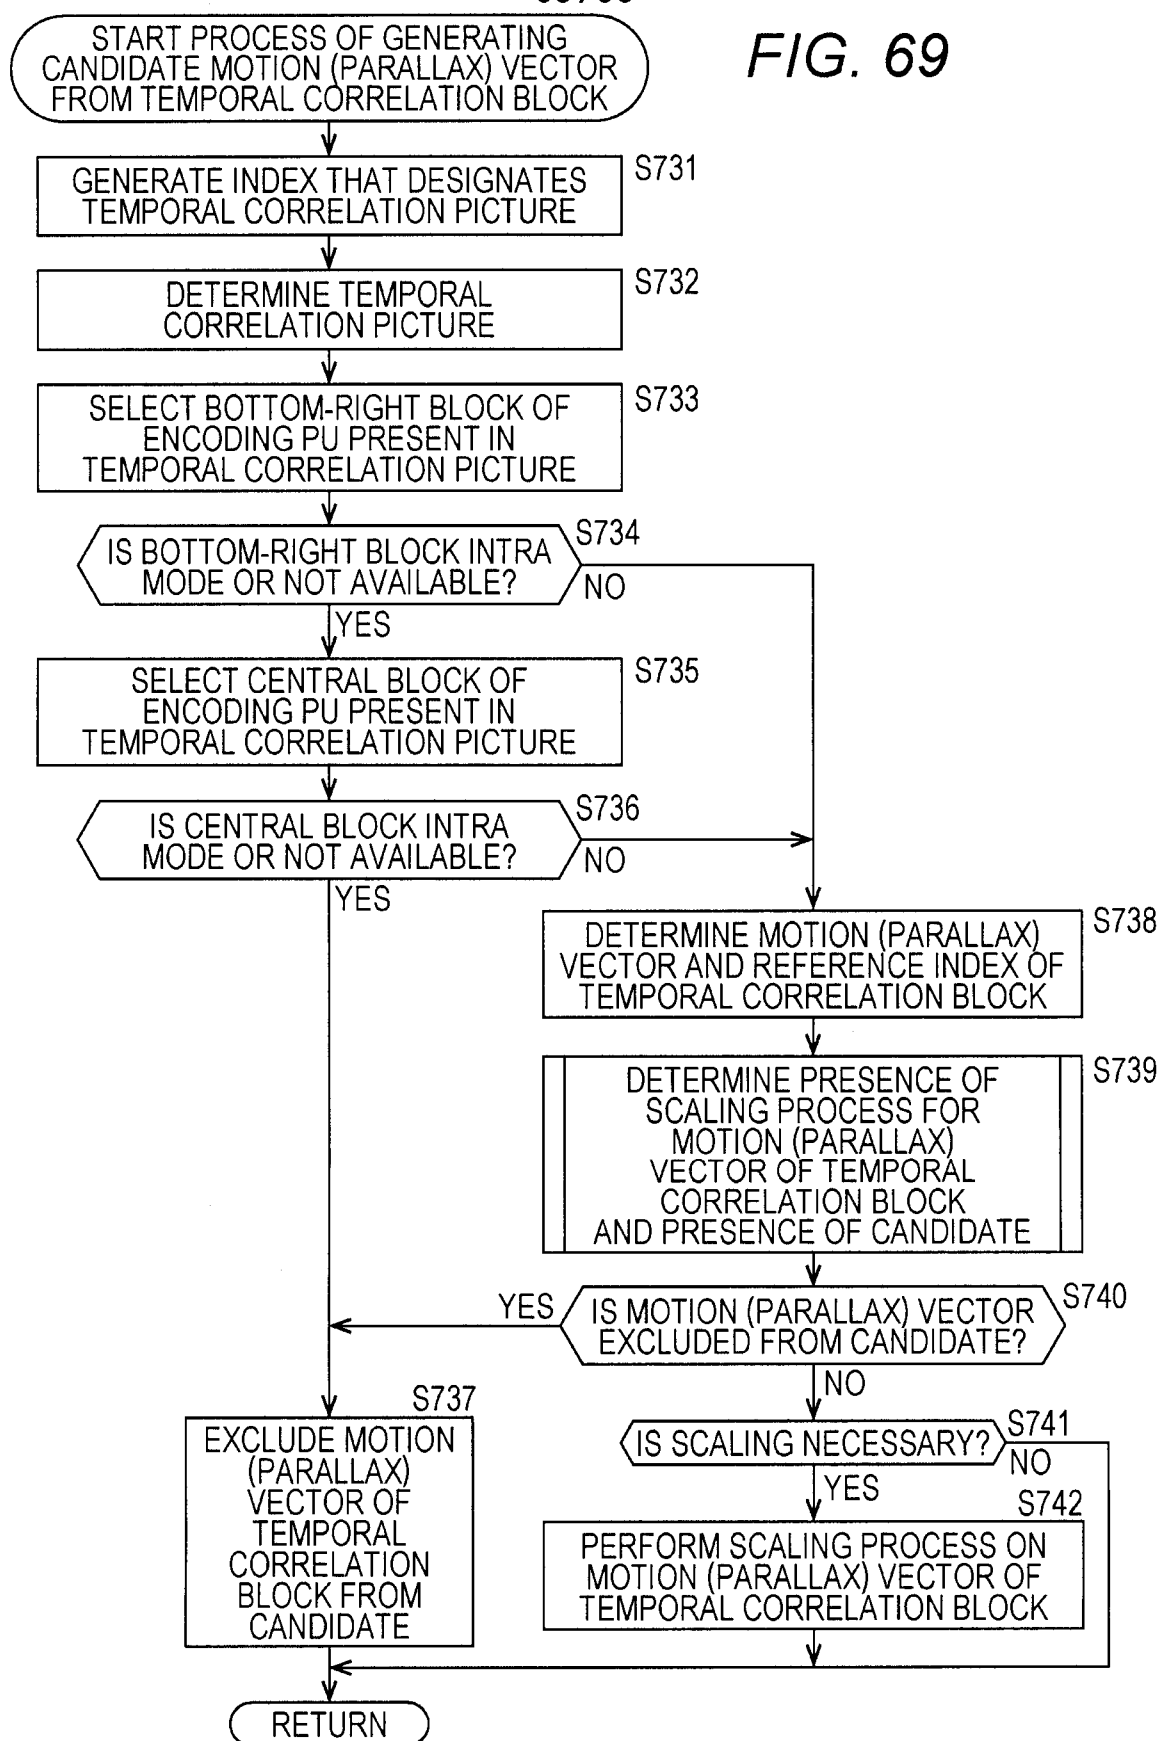 START PROCESS OF GENERATING
CANDIDATE MOTION (PARALLAX) VECTOR
FROM TEMPORAL CORRELATION BLOCK
FIG. 69
GENERATE INDEX THAT DESIGNATES
TEMPORAL CORRELATION PICTURE
S731
DETERMINE TEMPORAL
CORRELATION PICTURE
S732
SELECT BOTTOM-RIGHT BLOCK OF
ENCODING PU PRESENT IN
TEMPORAL CORRELATION PICTURE
S733
IS BOTTOM-RIGHT BLOCK INTRA
MODE OR NOT AVAILABLE?
S734
NO
YES
SELECT CENTRAL BLOCK OF
ENCODING PU PRESENT IN
TEMPORAL CORRELATION PICTURE
S735
IS CENTRAL BLOCK INTRA
MODE OR NOT AVAILABLE?
S736
NO
YES
DETERMINE MOTION (PARALLAX)
VECTOR AND REFERENCE INDEX OF
TEMPORAL CORRELATION BLOCK
S738
DETERMINE PRESENCE OF
SCALING PROCESS FOR
MOTION (PARALLAX)
VECTOR OF TEMPORAL
CORRELATION BLOCK
AND PRESENCE OF CANDIDATE
S739
IS MOTION (PARALLAX) VECTOR
EXCLUDED FROM CANDIDATE?
S740
YES
NO
S737
EXCLUDE MOTION
(PARALLAX)
VECTOR OF
TEMPORAL
CORRELATION
BLOCK FROM
CANDIDATE
IS SCALING NECESSARY?
S741
NO
YES
S742
PERFORM SCALING PROCESS ON
MOTION (PARALLAX) VECTOR OF
TEMPORAL CORRELATION BLOCK
RETURN